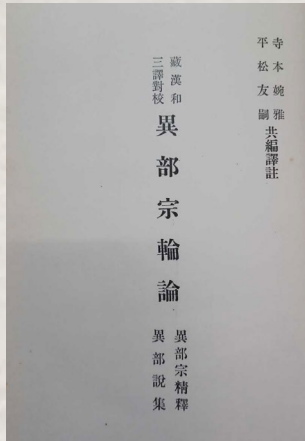 寺本婉雅
平松友嗣
共編譯註
藏漢和
三譯對校
異部宗輪論
異部宗精釋
異部說集